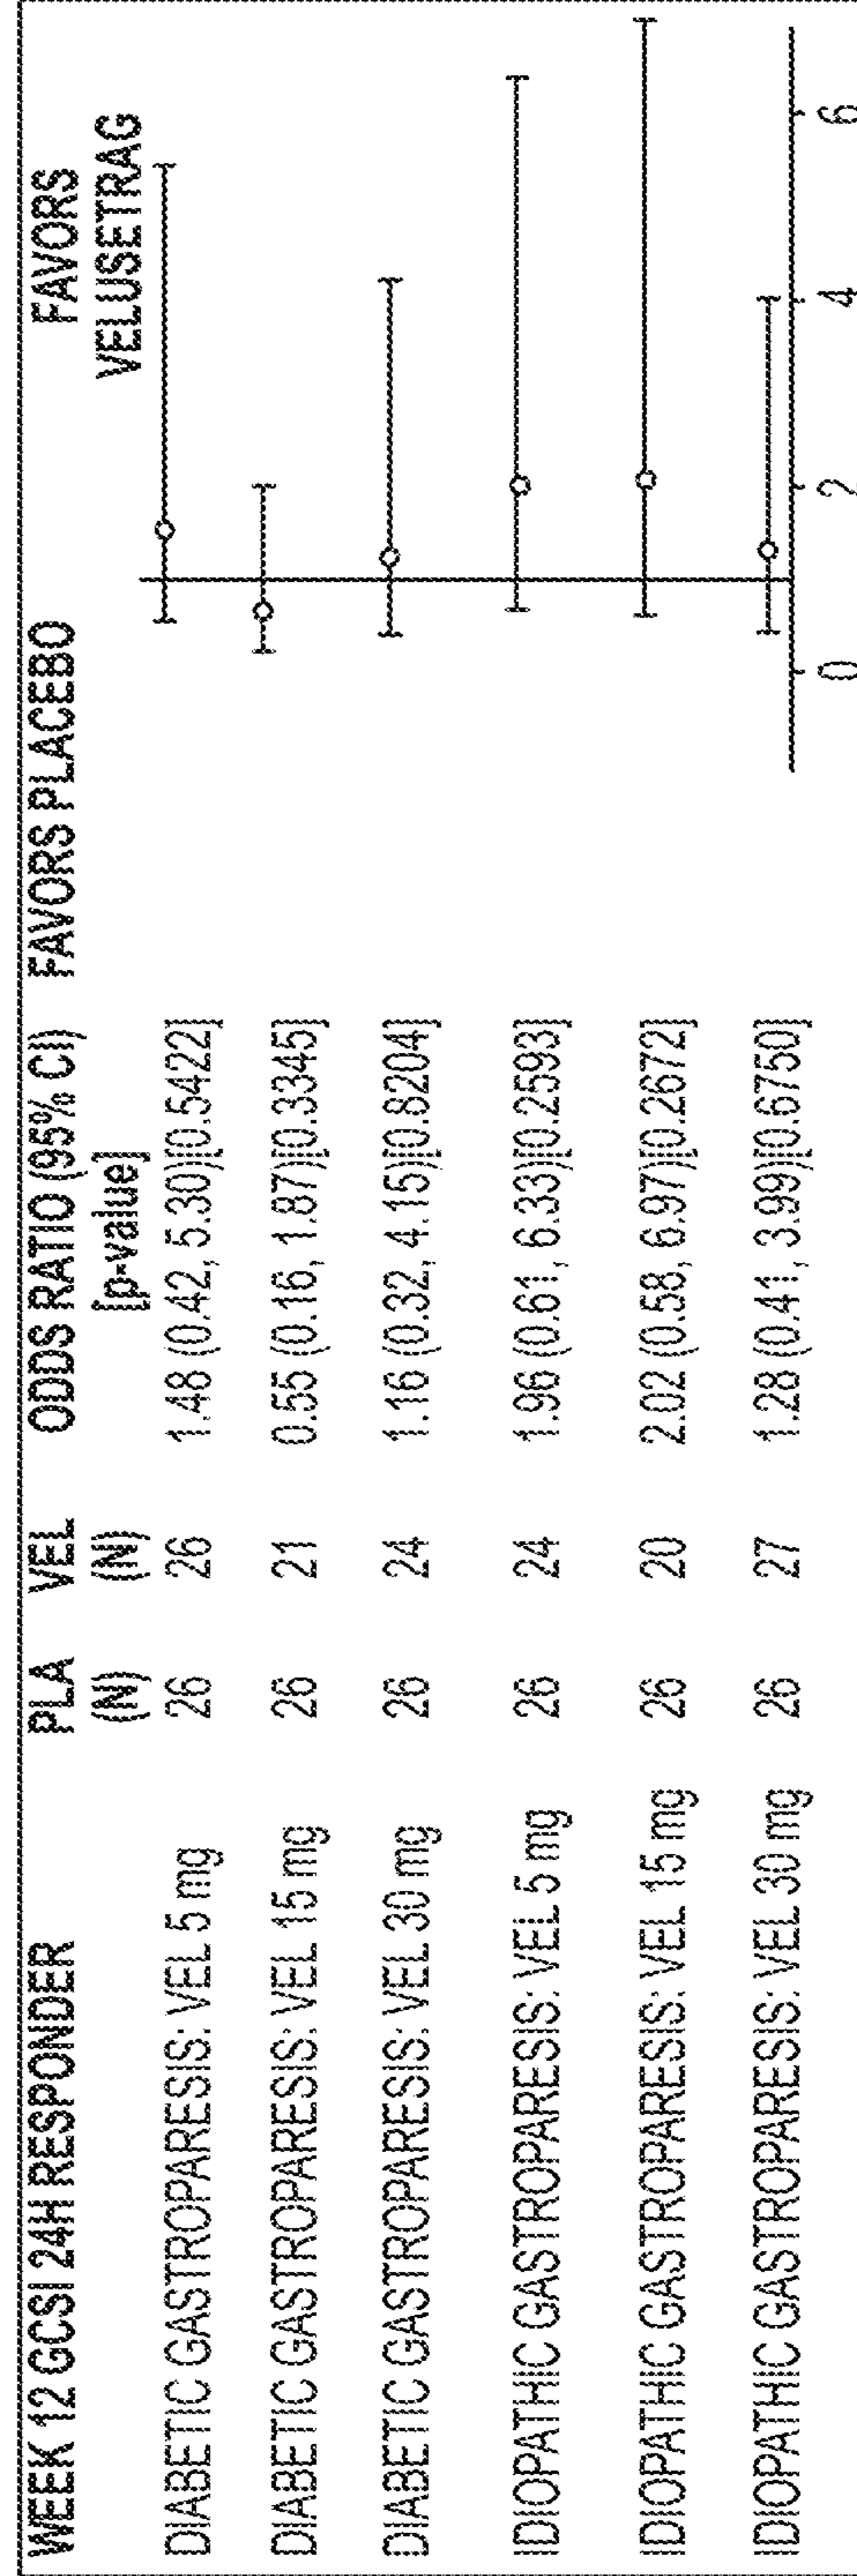 WEEK 12 GCSI 24H RESPONDER PLA (N) VEL (N) ODDS RATIO (95% CI) [p-value] FAVORS PLACEBO FAVORS VELUSETRAG
DIABETIC GASTROPARESIS: VEL 5 mg 26 26 1.48 (0.42, 5.30)[0.5422]
DIABETIC GASTROPARESIS: VEL 15 mg 26 21 0.55 (0.16, 1.87)[0.3345]
DIABETIC GASTROPARESIS: VEL 30 mg 26 24 1.16 (0.32, 4.15)[0.8204]
IDIOPATHIC GASTROPARESIS: VEL 5 mg 26 24 1.96 (0.61, 6.33)[0.2593]
IDIOPATHIC GASTROPARESIS: VEL 15 mg 26 20 2.02 (0.58, 6.97)[0.2672]
IDIOPATHIC GASTROPARESIS: VEL 30 mg 26 27 1.28 (0.41, 3.99)[0.6750]
0 2 4 6